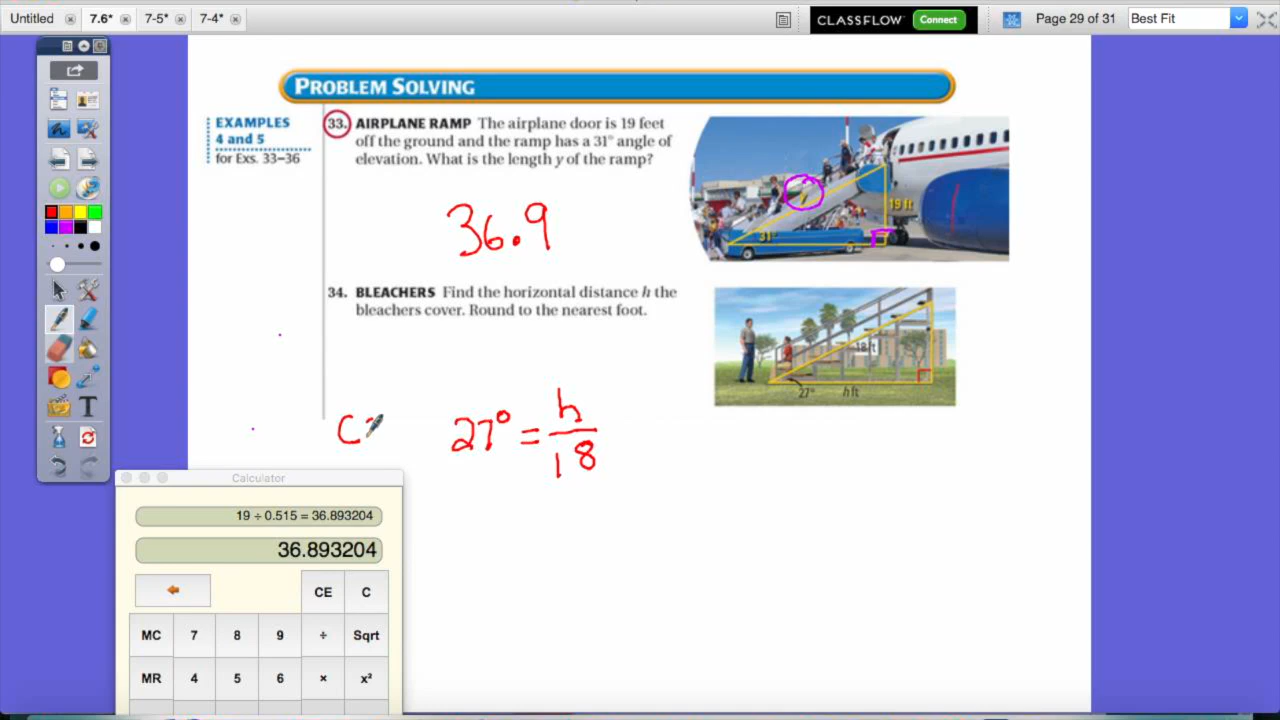 Untitled 7.6* 7-5* 7-4* CLASSFLOW Connect Page 29 of 31 Best Fit
PROBLEM SOLVING
EXAMPLES
4 and 5
for Exs. 33–36
33. AIRPLANE RAMP The airplane door is 19 feet
off the ground and the ramp has a 31° angle of
elevation. What is the length y of the ramp?
19 ft
31°
36.9
34. BLEACHERS Find the horizontal distance h the
bleachers cover. Round to the nearest foot.
18 ft
27° h ft
27° = h
18
Calculator
19 ÷ 0.515 = 36.893204
36.893204
CE C
MC 7 8 9 ÷ Sqrt
MR 4 5 6 × x²
T